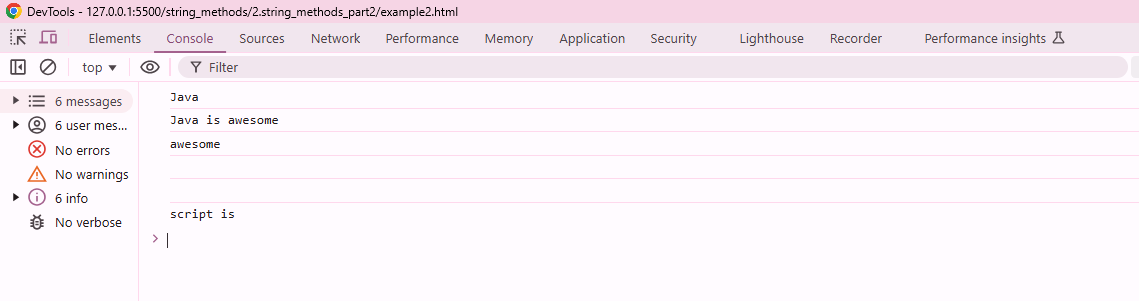 DevTools - 127.0.0.1:5500/string_methods/2.string_methods_part2/example2.html
Elements Console Sources Network Performance Memory Application Security Lighthouse Recorder Performance insights
top Filter
6 messages
6 user mes...
No errors
No warnings
6 info
No verbose
Java
Java is awesome
awesome
script is